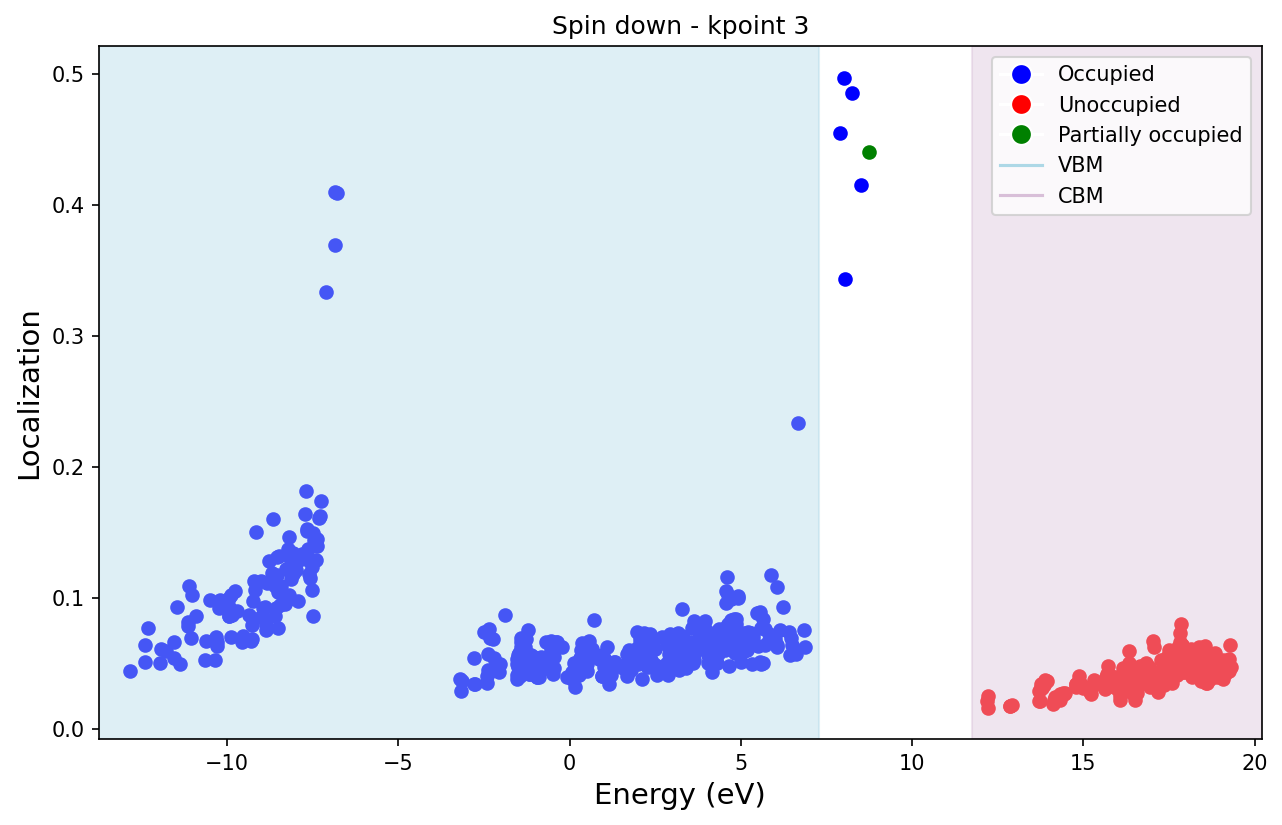 Spin down - kpoint 3
0.5
0.4
0.3
0.2
0.1
0.0
Localization
Occupied
Unoccupied
Partially occupied
VBM
CBM
−10
−5
0
5
10
15
20
Energy (eV)